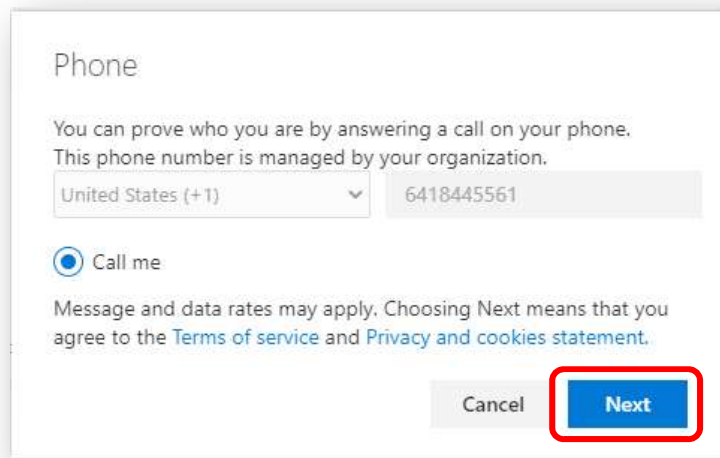 Phone
You can prove who you are by answering a call on your phone.
This phone number is managed by your organization.
United States (+1) 6418445561
Call me
Message and data rates may apply. Choosing Next means that you
agree to the Terms of service and Privacy and cookies statement.
Cancel Next